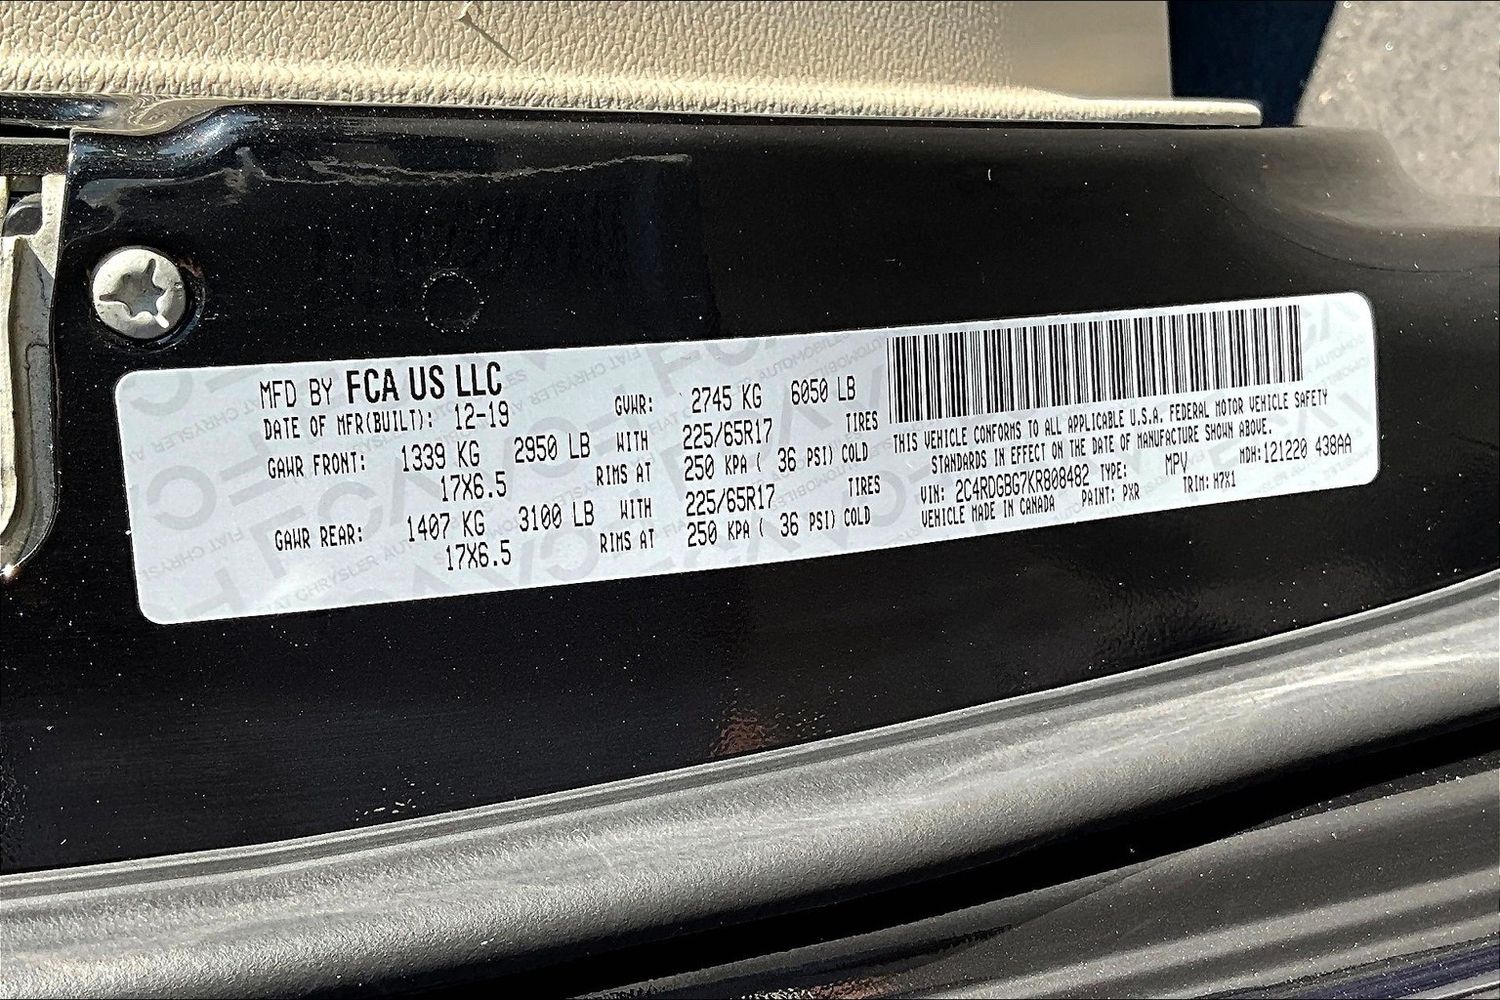 MFD BY FCA US LLC
DATE OF MFR(BUILT): 12-19 GVWR: 2745 KG 6050 LB
GAWR FRONT: 1339 KG 2950 LB WITH 225/65R17 TIRES
17X6.5 RIMS AT 250 KPA ( 36 PSI) COLD
GAWR REAR: 1407 KG 3100 LB WITH 225/65R17 TIRES
17X6.5 RIMS AT 250 KPA ( 36 PSI) COLD
THIS VEHICLE CONFORMS TO ALL APPLICABLE U.S.A. FEDERAL MOTOR VEHICLE SAFETY
STANDARDS IN EFFECT ON THE DATE OF MANUFACTURE SHOWN ABOVE.
VIN: 2C4RDGBG7KR808482 TYPE: MPV MDH:121220 438AA
VEHICLE MADE IN CANADA PAINT: PXR TRIM: H7X1